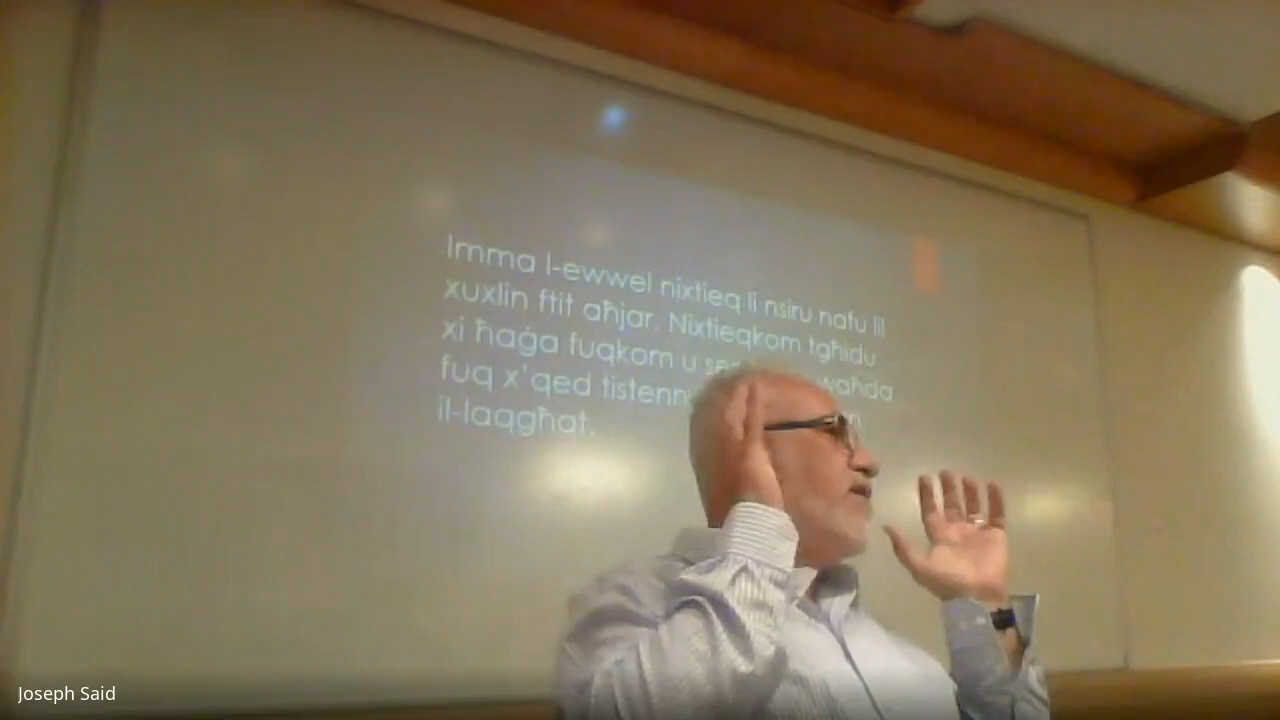 Imma l-ewwel nixtieq li nsiru nafu lil
xuxlin ftit aħjar. Nixtieqkom tgħidu
xi ħaġa fuqkom u waħda
fuq x'qed
il-laqgħat.
Joseph Said